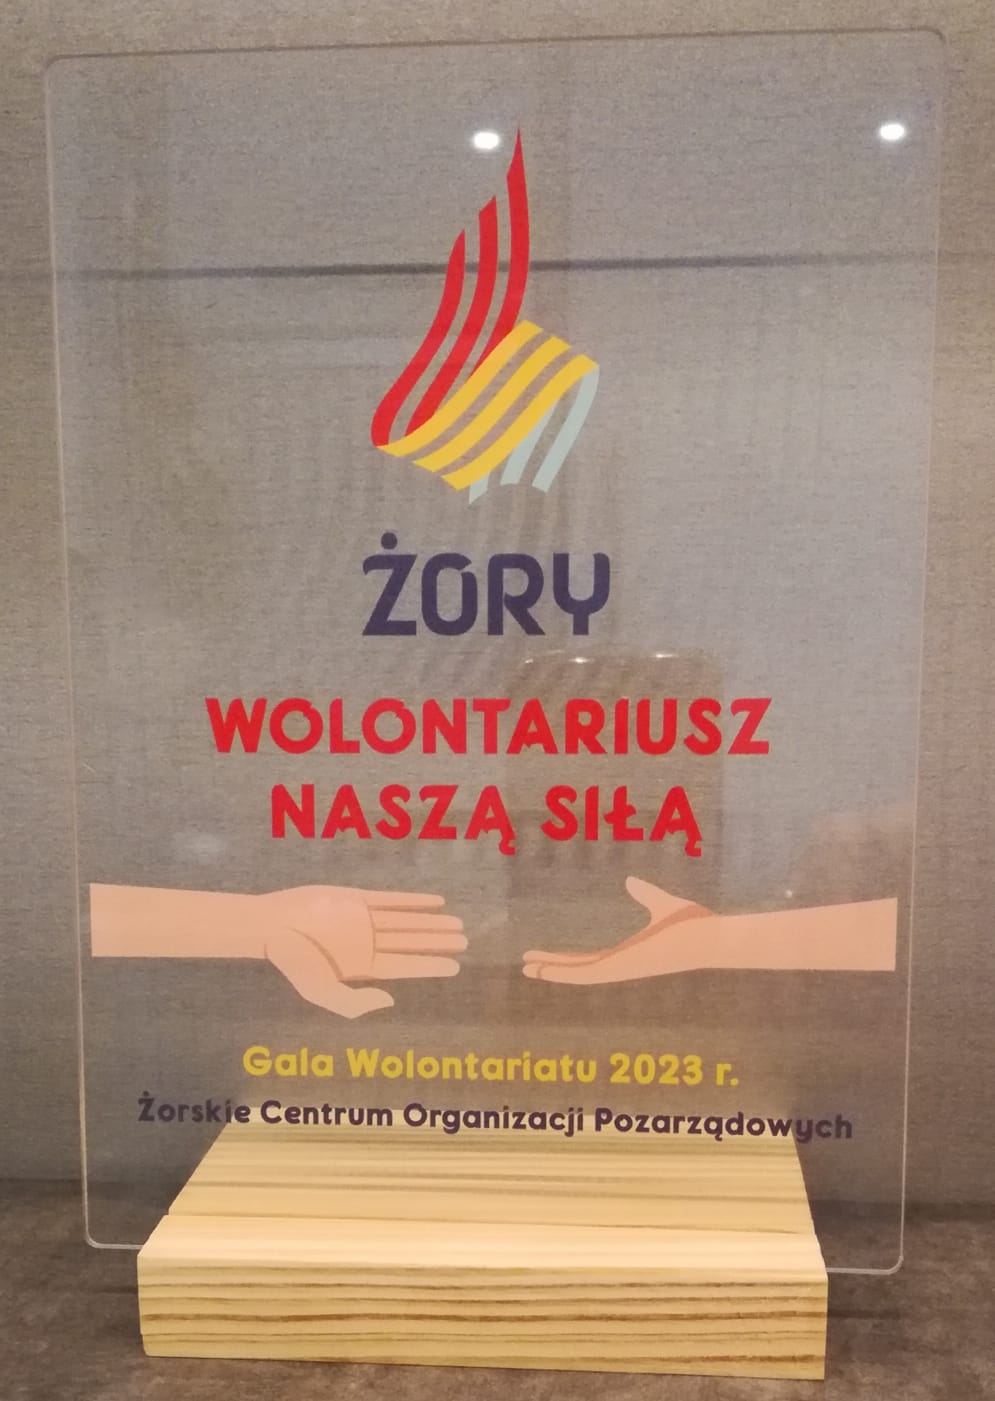 ŻORY
WOLONTARIUSZ
NASZĄ SIŁĄ
Gala Wolontariatu 2023 r.
Żorskie Centrum Organizacji Pozarządowych